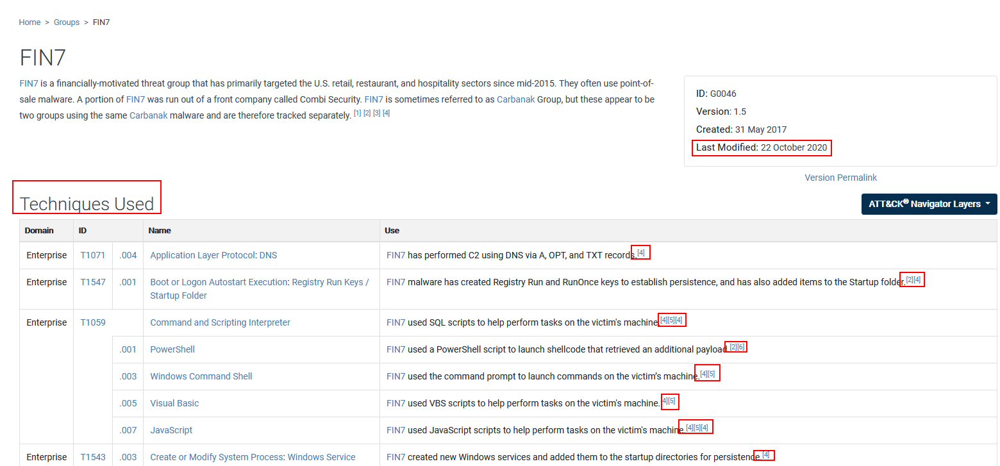 Home > Groups > FIN7
FIN7
FIN7 is a financially-motivated threat group that has primarily targeted the U.S. retail, restaurant, and hospitality sectors since mid-2015. They often use point-of-
sale malware. A portion of FIN7 was run out of a front company called Combi Security. FIN7 is sometimes referred to as Carbanak Group, but these appear to be
two groups using the same Carbanak malware and are therefore tracked separately. [1] [2] [3] [4]
ID: G0046
Version: 1.5
Created: 31 May 2017
Last Modified: 22 October 2020
Version Permalink
Techniques Used
ATT&CK® Navigator Layers
Domain ID Name Use
Enterprise T1071 .004 Application Layer Protocol: DNS FIN7 has performed C2 using DNS via A, OPT, and TXT records.[4]
Enterprise T1547 .001 Boot or Logon Autostart Execution: Registry Run Keys / FIN7 malware has created Registry Run and RunOnce keys to establish persistence, and has also added items to the Startup folder.[2][4]
Startup Folder
Enterprise T1059 Command and Scripting Interpreter FIN7 used SQL scripts to help perform tasks on the victim's machine.[4][5][4]
.001 PowerShell FIN7 used a PowerShell script to launch shellcode that retrieved an additional payload.[2][6]
.003 Windows Command Shell FIN7 used the command prompt to launch commands on the victim’s machine.[4][5]
.005 Visual Basic FIN7 used VBS scripts to help perform tasks on the victim's machine.[4][5]
.007 JavaScript FIN7 used JavaScript scripts to help perform tasks on the victim's machine.[4][5][4]
Enterprise T1543 .003 Create or Modify System Process: Windows Service FIN7 created new Windows services and added them to the startup directories for persistence.[4]